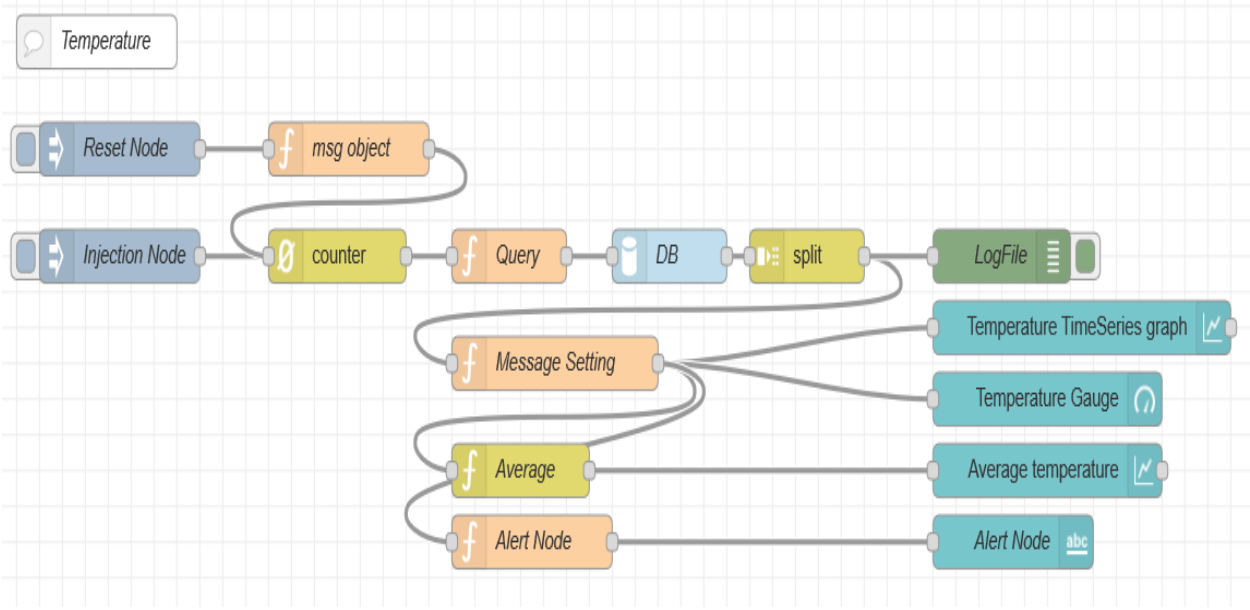 Temperature
Reset Node
msg object
Injection Node
counter
Query
DB
split
LogFile
Temperature TimeSeries graph
Message Setting
Temperature Gauge
Average
Average temperature
Alert Node
Alert Node
abc